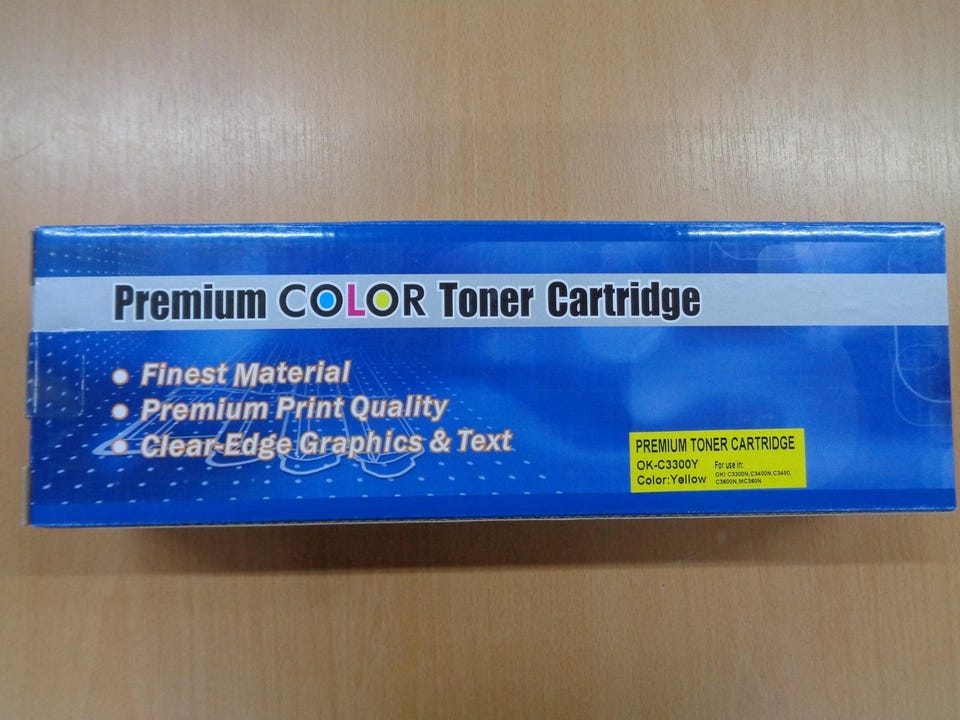 Premium COLOR Toner Cartridge
• Finest Material
• Premium Print Quality
• Clear-Edge Graphics & Text
PREMIUM TONER CARTRIDGE
OK-C3300Y
Color:Yellow
For use in:
OKI C3300N,C3400N,C3450,
C3600N,MC360N